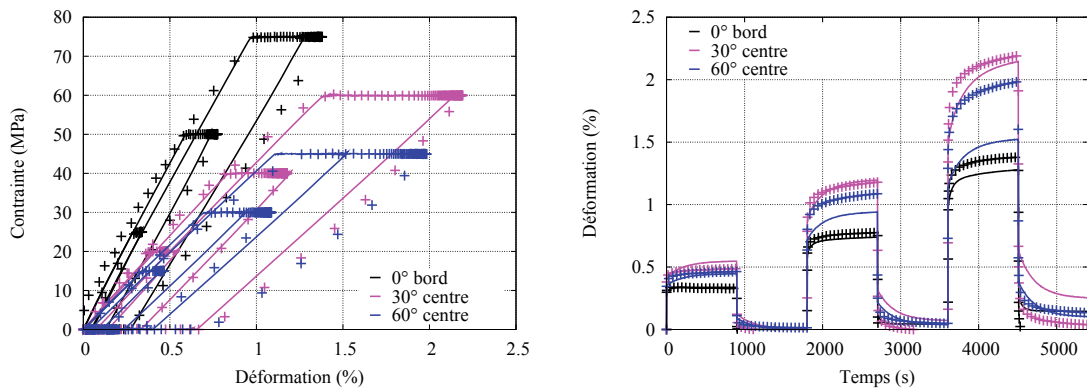 75
70
60
50
40
30
20
10
0
0
0.5
1
1.5
2
2.5
Contrainte (MPa)
Déformation (%)
0° bord
30° centre
60° centre
2.5
2
1.5
1
0.5
0
0
1000
2000
3000
4000
5000
Déformation (%)
Temps (s)
0° bord
30° centre
60° centre